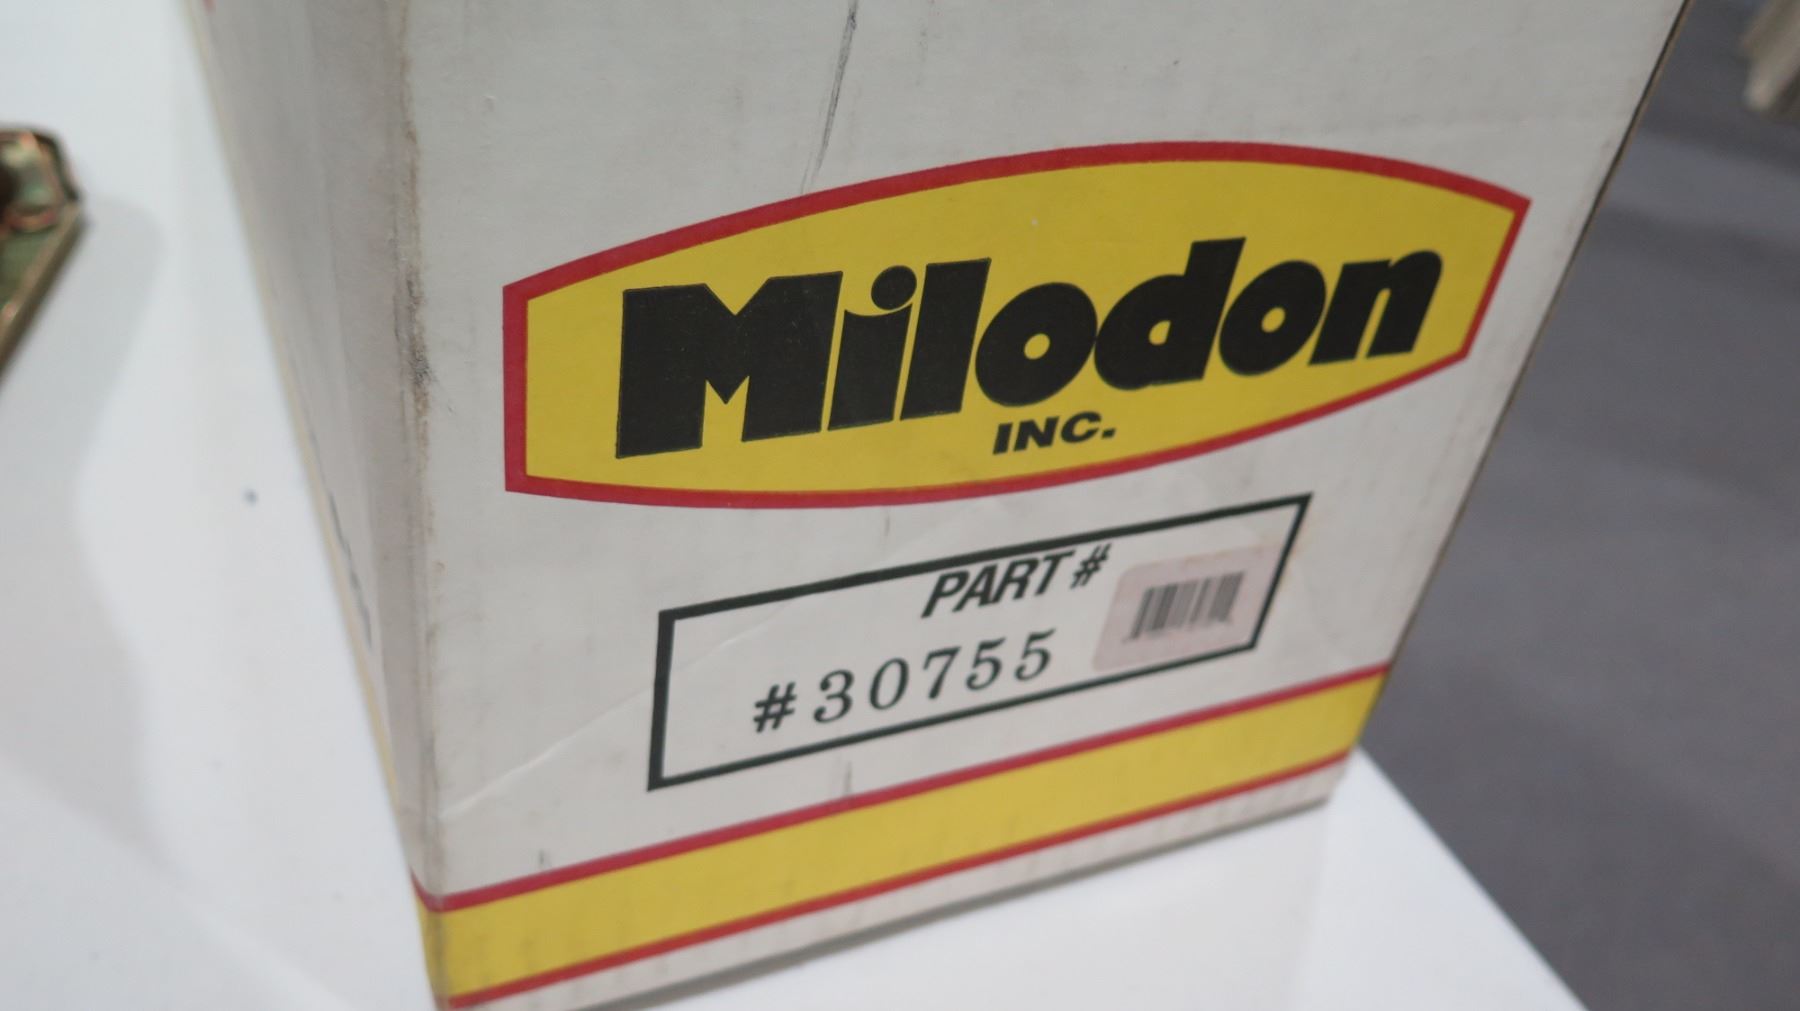 Milodon
INC.
PART #
#30755